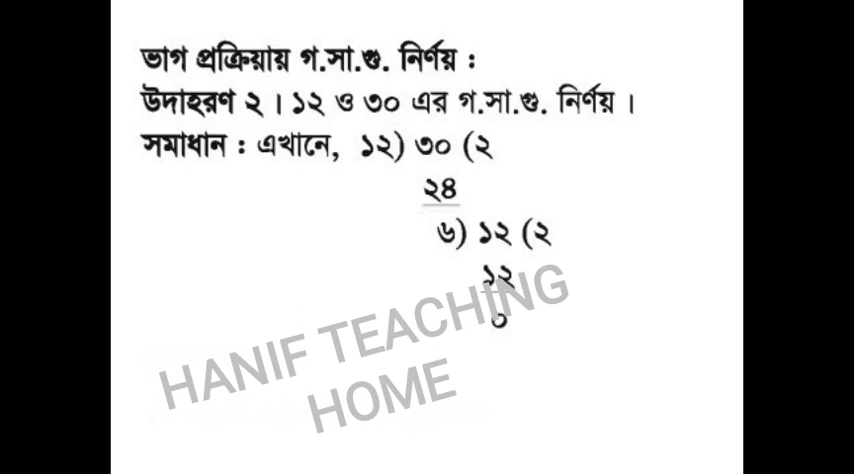 ভাগ প্রক্রিয়ায় গ.সা.গু. নির্ণয় :
উদাহরণ ২ । ১২ ও ৩০ এর গ.সা.গু. নির্ণয় ।
সমাধান : এখানে, ১২) ৩০ (২
২৪
৬) ১২ (২
১২
০
HANIF TEACHING
HOME